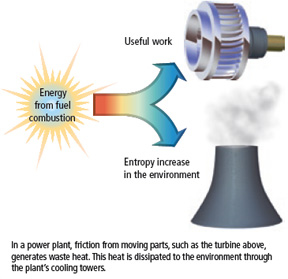 Useful work
Energy
from fuel
combustion
Entropy increase
in the environment
In a power plant, friction from moving parts, such as the turbine above,
generates waste heat. This heat is dissipated to the environment through
the plant's cooling towers.